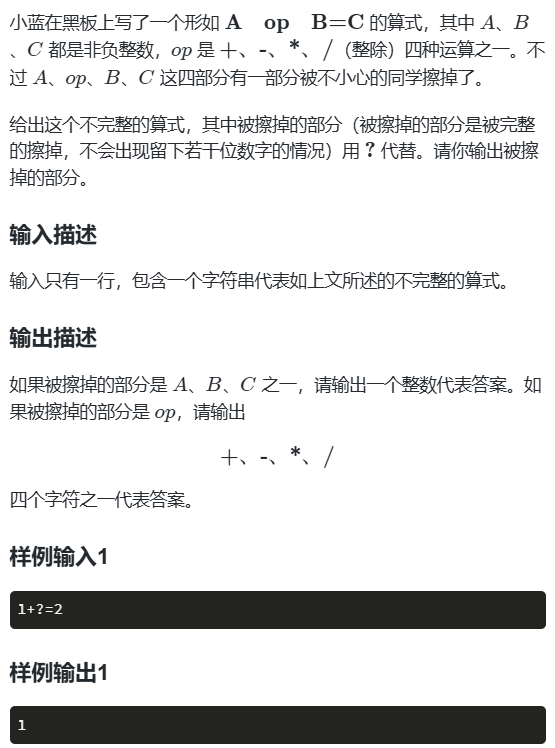 小蓝在黑板上写了一个形如 A op B=C 的算式，其中 A、B
、C 都是非负整数，op 是 +、-、*、/（整除）四种运算之一。不
过 A、op、B、C 这四部分有一部分被不小心的同学擦掉了。
给出这个不完整的算式，其中被擦掉的部分（被擦掉的部分是被完整
的擦掉，不会出现留下若干位数字的情况）用 ? 代替。请你输出被擦
掉的部分。
输入描述
输入只有一行，包含一个字符串代表如上文所述的不完整的算式。
输出描述
如果被擦掉的部分是 A、B、C 之一，请输出一个整数代表答案。如
果被擦掉的部分是 op，请输出
+、-、*、/
四个字符之一代表答案。
样例输入1
1+?=2
样例输出1
1